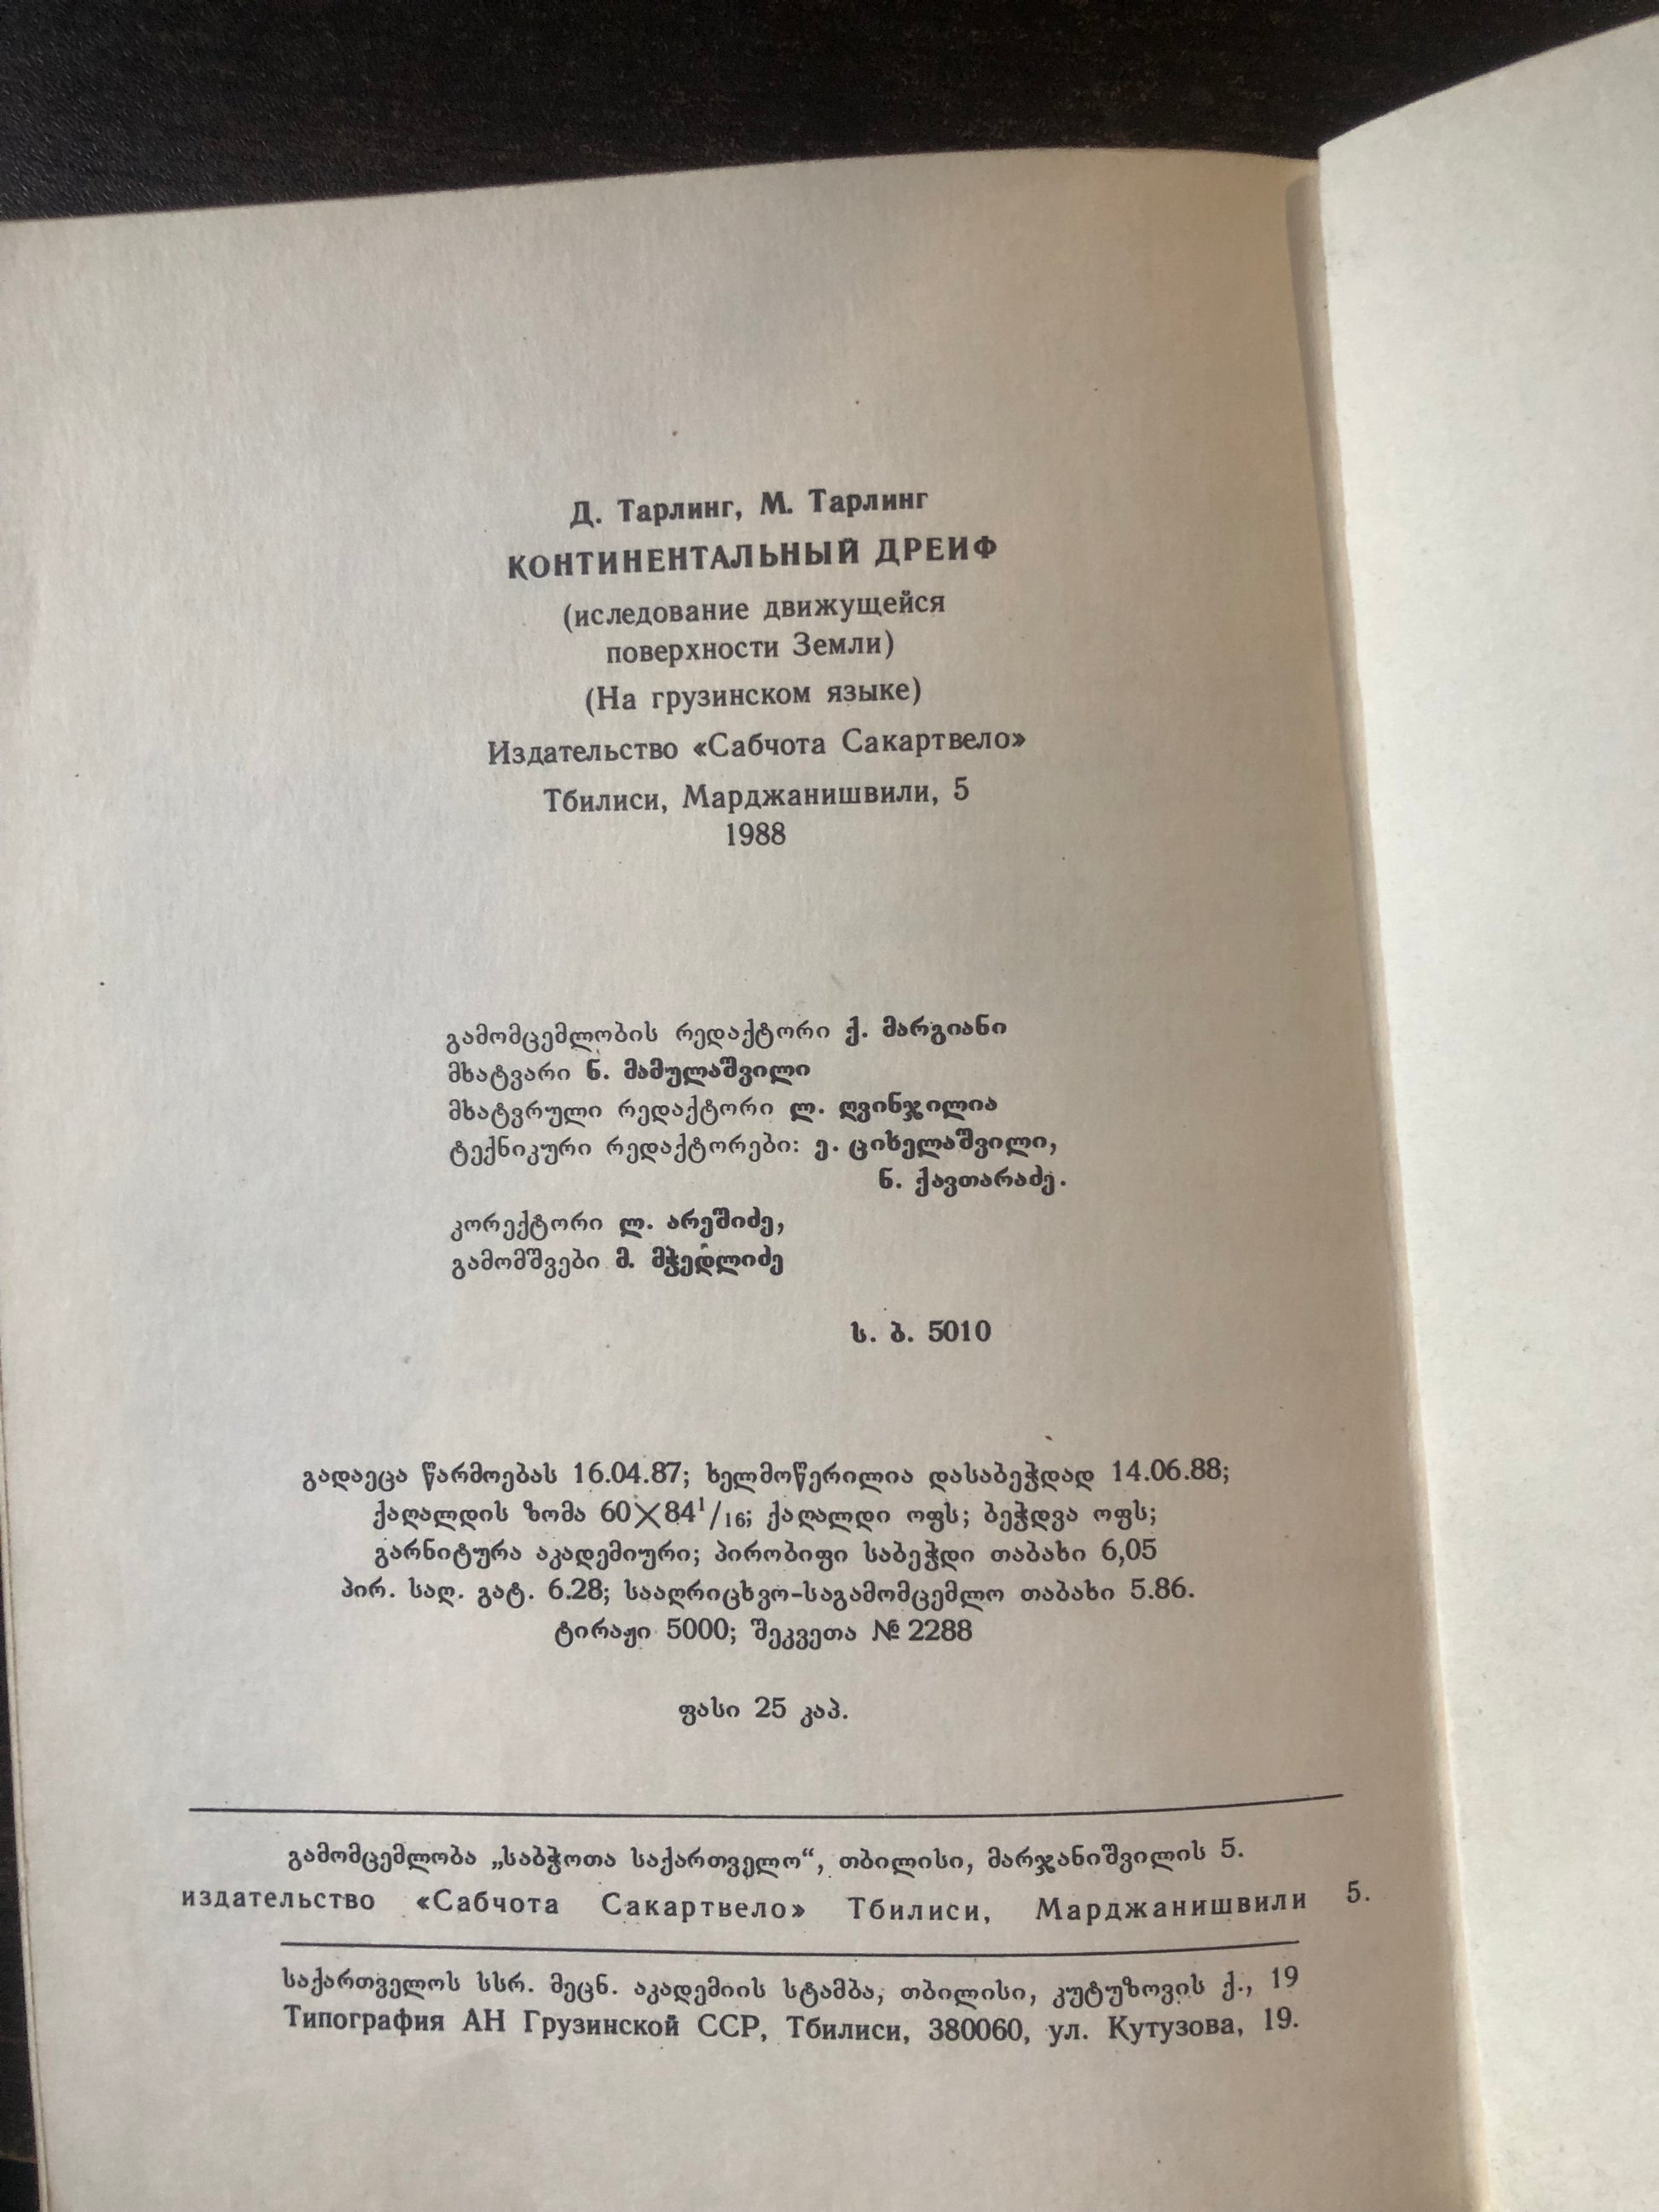 Д. Тарлинг, М. Тарлинг
КОНТИНЕНТАЛЬНЫЙ ДРЕИФ
(иследование движущейся
поверхности Земли)
(На грузинском языке)
Издательство «Сабчота Сакартвело»
Тбилиси, Марджанишвили, 5
1988
გამომცემლობის რედაქტორი ქ. მარგიანი
მხატვარი ნ. მამულაშვილი
მხატვრული რედაქტორი ლ. ღვინჯილია
ტექნიკური რედაქტორები: ე. ციხელაშვილი,
ნ. ქავთარაძე.
კორექტორი ლ. არეშიძე,
გამომშვები მ. მჭედლიძე
ს. ბ. 5010
გადაეცა წარმოებას 16.04.87; ხელმოწერილია დასაბეჭდად 14.06.88;
ქაღალდის ზომა 60×84¹/₁₆; ქაღალდი ოფს; ბეჭდვა ოფს;
გარნიტურა აკადემიური; პირობიფი საბეჭდი თაბახი 6,05
პირ. საღ. გატ. 6.28; სააღრიცხვო-საგამომცემლო თაბახი 5.86.
ტირაჟი 5000; შეკვეთა № 2288
ფასი 25 კაპ.
გამომცემლობა „საბჭოთა საქართველო“, თბილისი, მარჯანიშვილის 5.
издательство «Сабчота Сакартвело» Тбилиси, Марджанишвили 5.
საქართველოს სსრ. მეცნ. აკადემიის სტამბა, თბილისი, კუტუზოვის ქ., 19
Типография АН Грузинской ССР, Тбилиси, 380060, ул. Кутузова, 19.